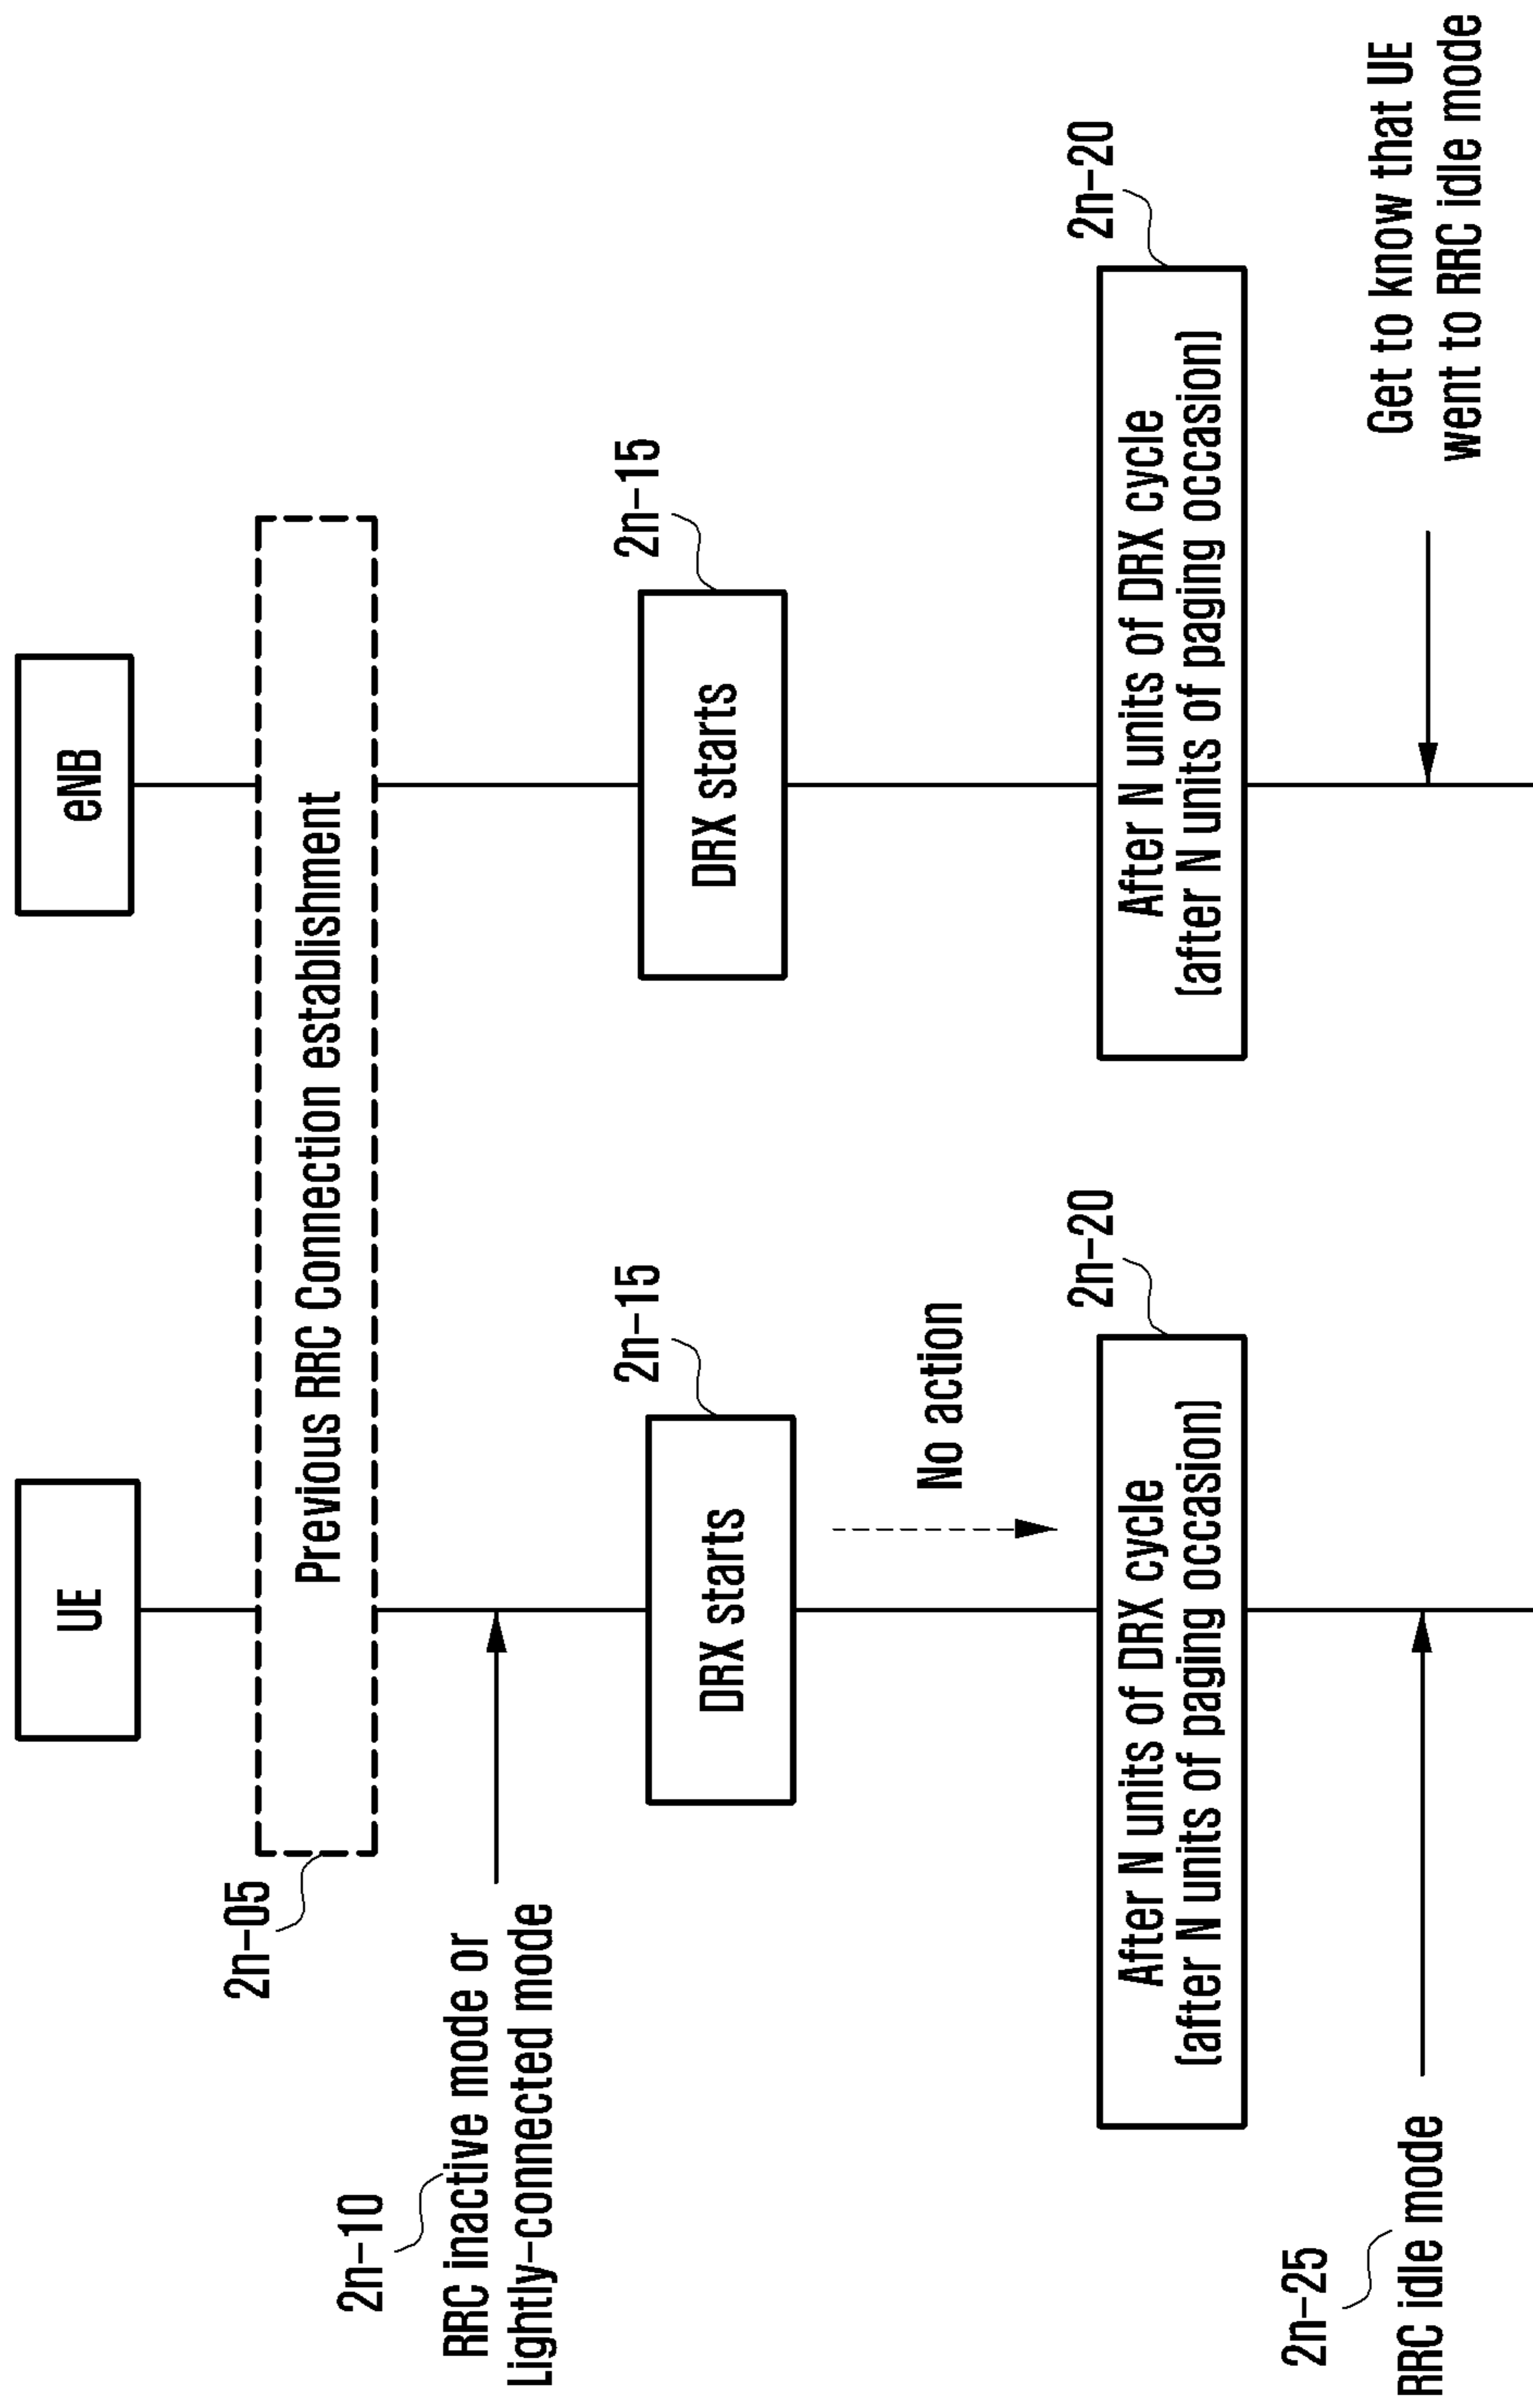 UE
eNB
2n-05
Previous RRC Connection establishment
2n-10
RRC inactive mode or
Lightly-connected mode
2n-15
DRX starts
2n-15
DRX starts
No action
2n-20
After N units of DRX cycle
(after N units of paging occasion)
2n-20
After N units of DRX cycle
(after N units of paging occasion)
2n-25
RRC idle mode
Get to know that UE
went to RRC idle mode